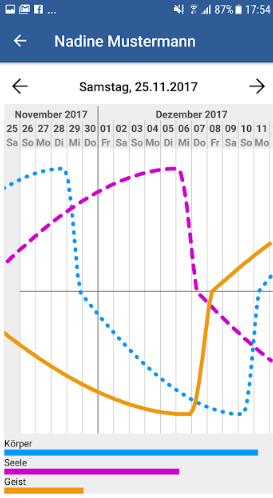 87% 17:54
Nadine Mustermann
Samstag, 25.11.2017
November 2017 Dezember 2017
25 26 27 28 29 30 01 02 03 04 05 06 07 08 09 10 11
Sa So Mo Di Mi Do Fr Sa So Mo Di Mi Do Fr Sa So Mo
Körper
Seele
Geist